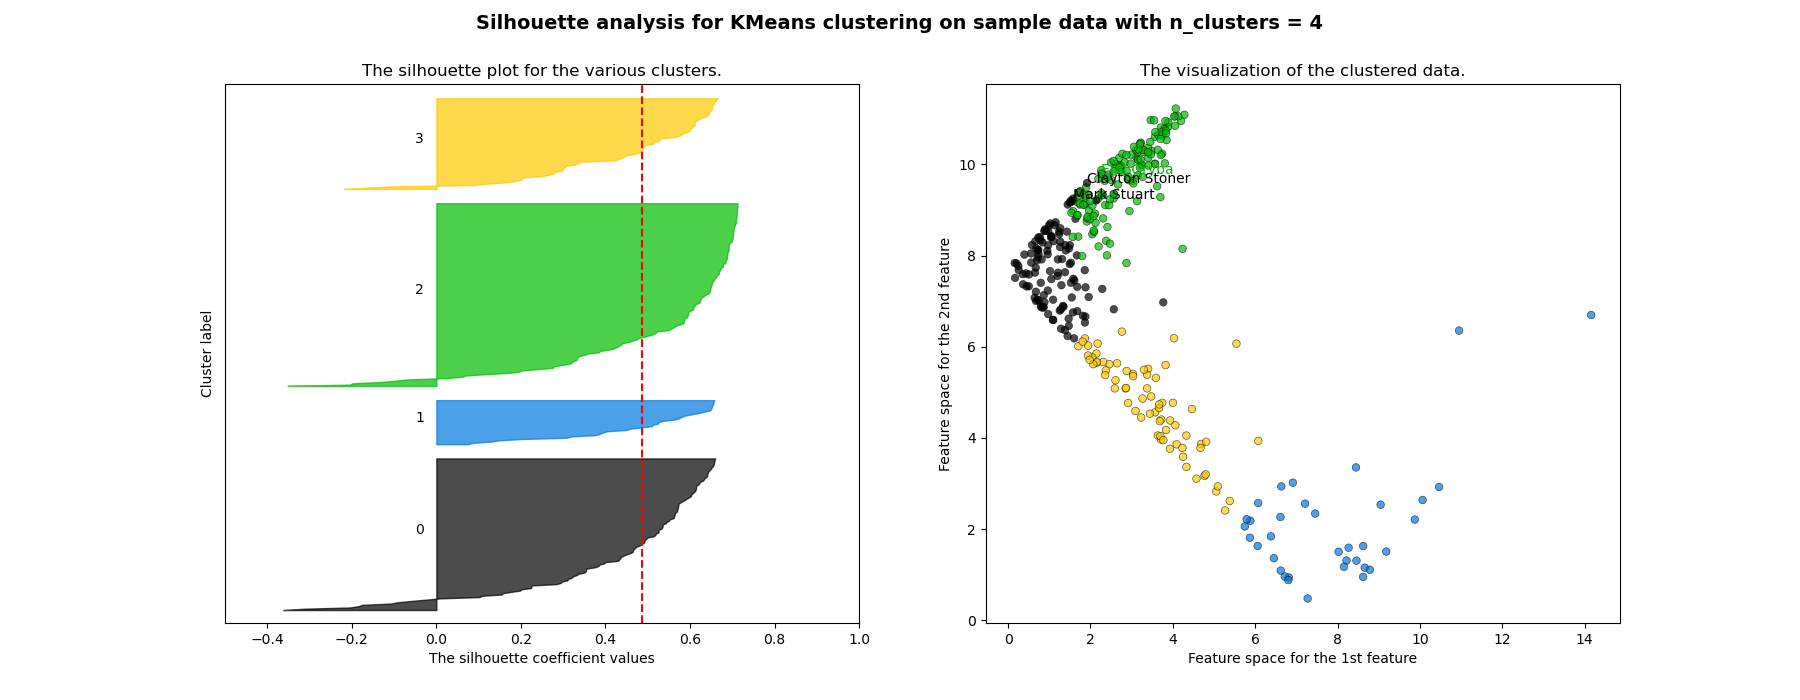 Silhouette analysis for KMeans clustering on sample data with n_clusters = 4
The silhouette plot for the various clusters.
3
2
1
0
Cluster label
−0.4 −0.2 0.0 0.2 0.4 0.6 0.8 1.0
The silhouette coefficient values
The visualization of the clustered data.
10
8
6
4
2
0
Feature space for the 2nd feature
Clayton Stoner
Mark Stuart
0 2 4 6 8 10 12 14
Feature space for the 1st feature